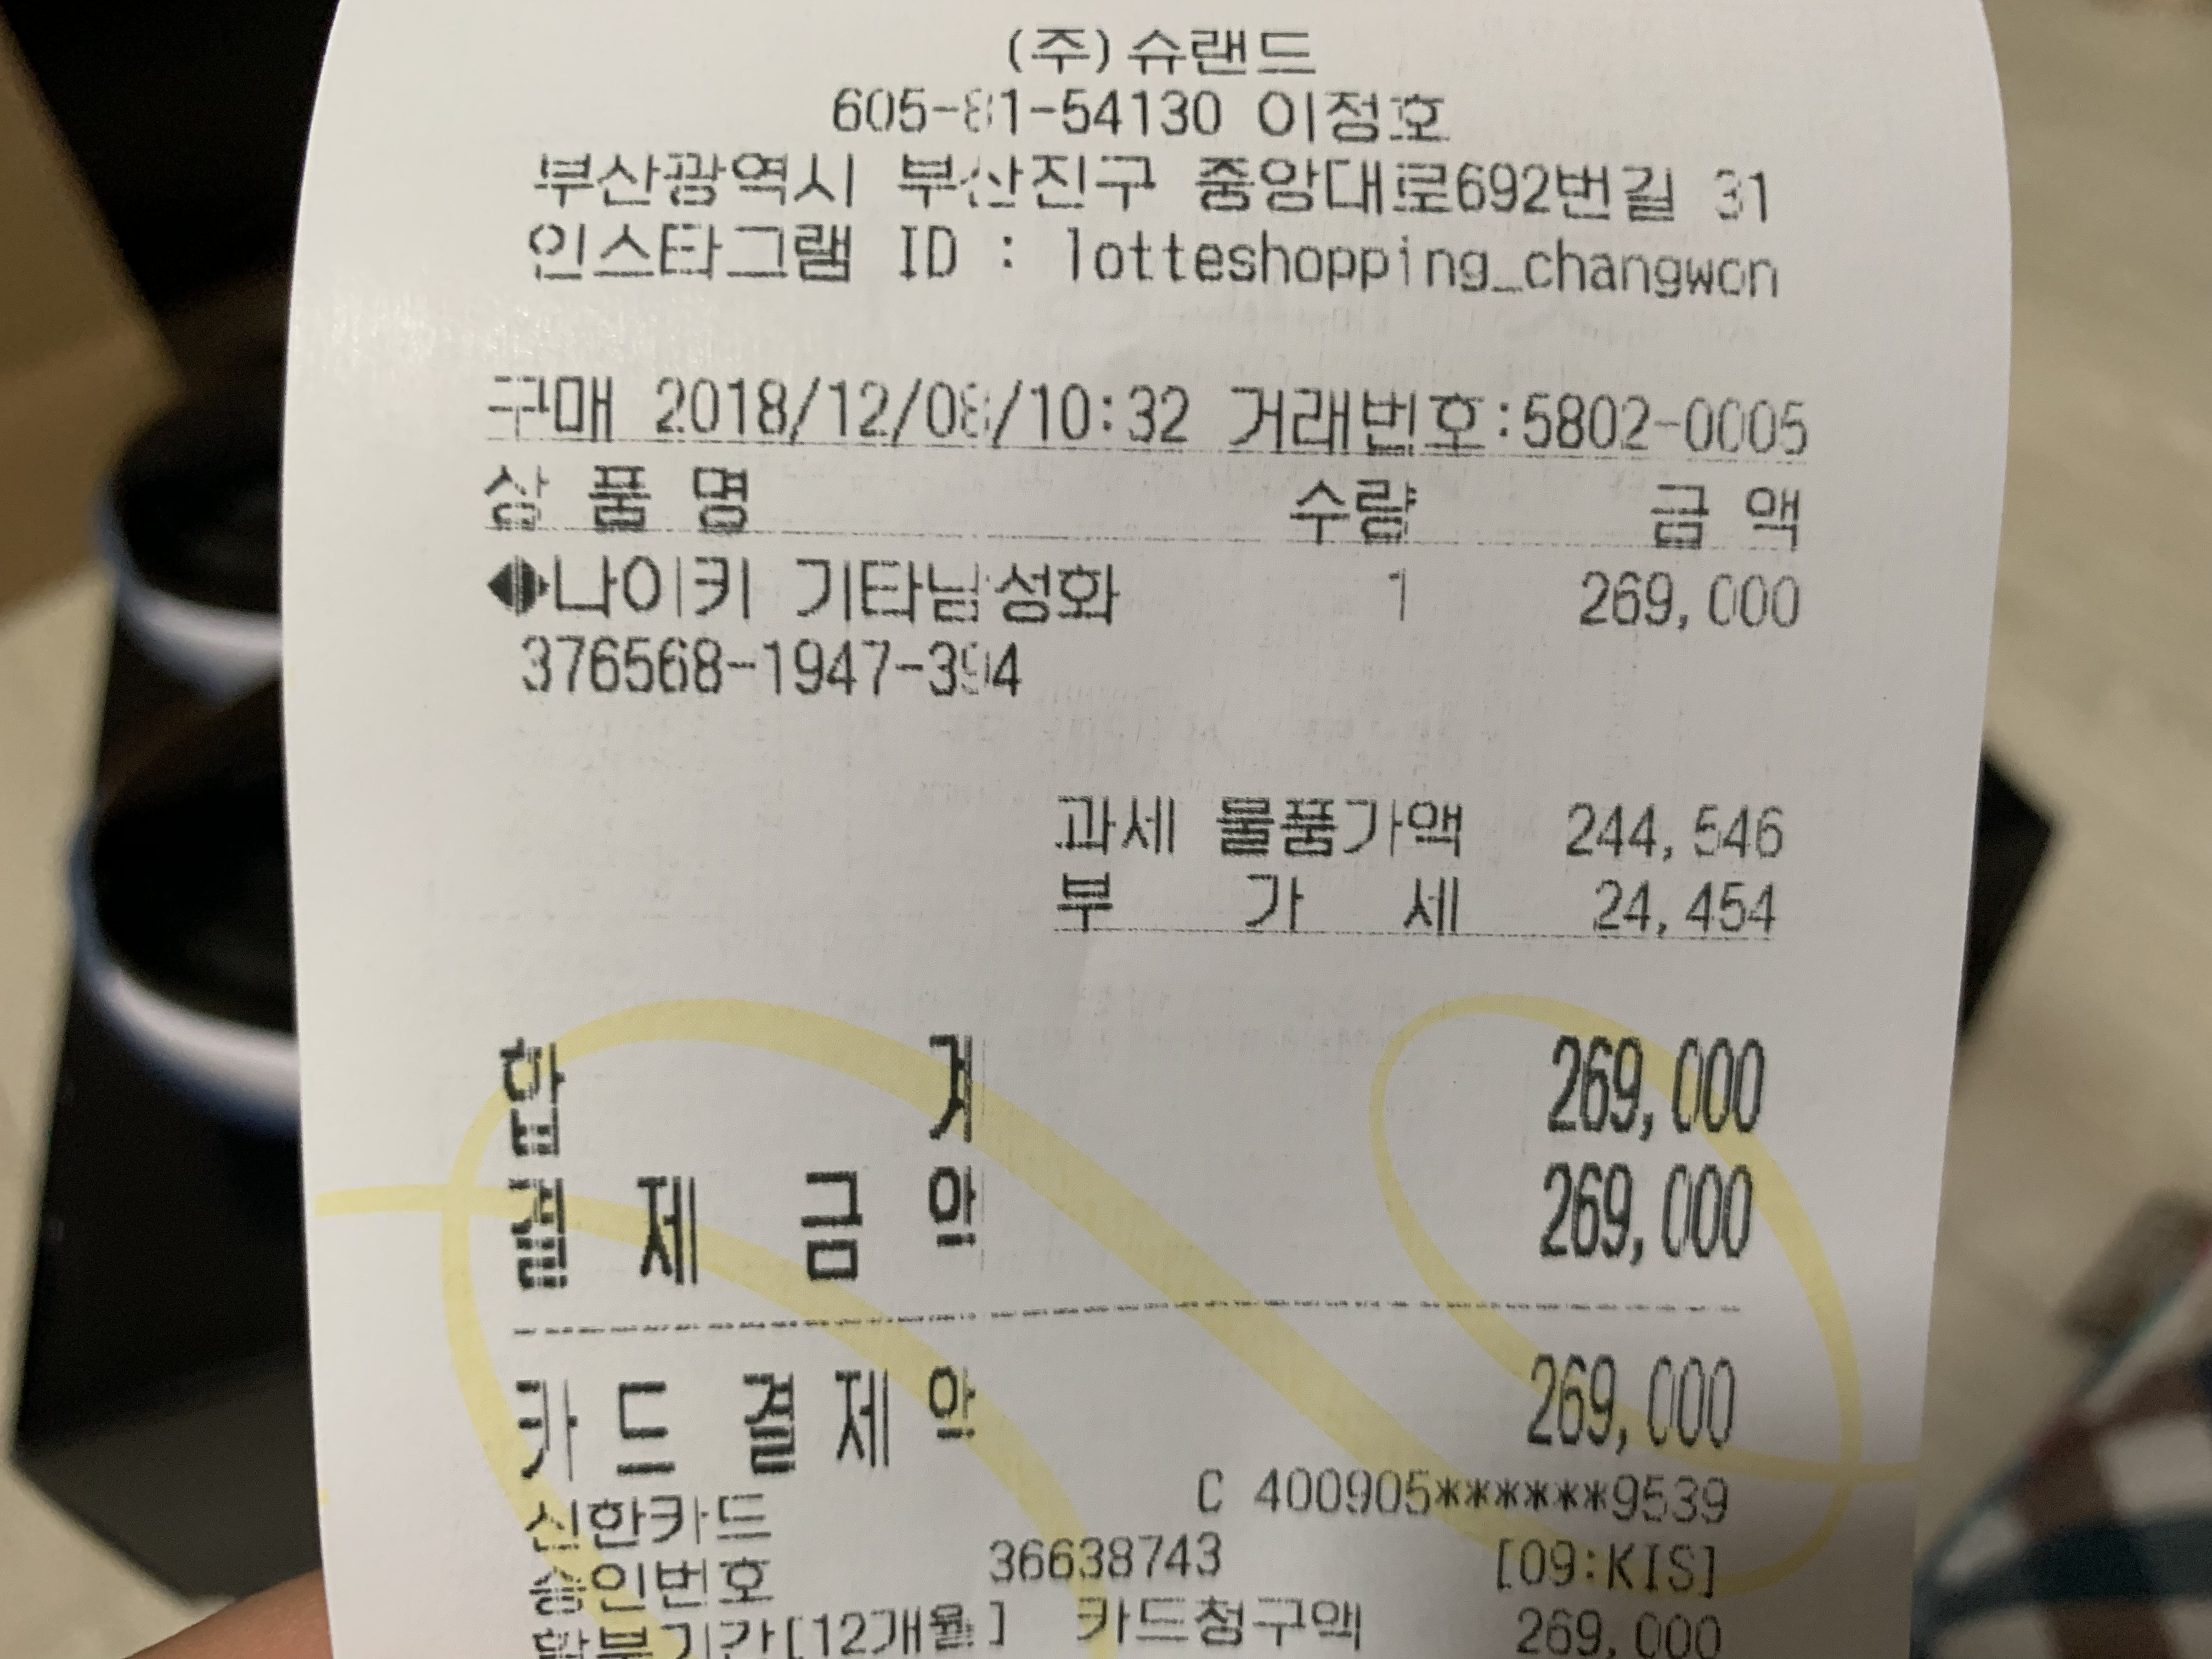 (주)슈랜드
605-81-54130 이정호
부산광역시 부산진구 중앙대로692번길 31
인스타그램 ID : lotteshopping_changwon
구매 2018/12/08/10:32 거래번호:5802-0005
상 품 명 수량 금 액
◆나이키 기타남성화 1 269,000
376568-1947-394
과세 물품가액 244,546
부 가 세 24,454
합 계 269,000
결 제 금 액 269,000
카 드 결 제 액 269,000
신한카드 C 400905******9539
승인번호 36638743 [09:KIS]
할부기간[12개월] 카드청구액 269,000